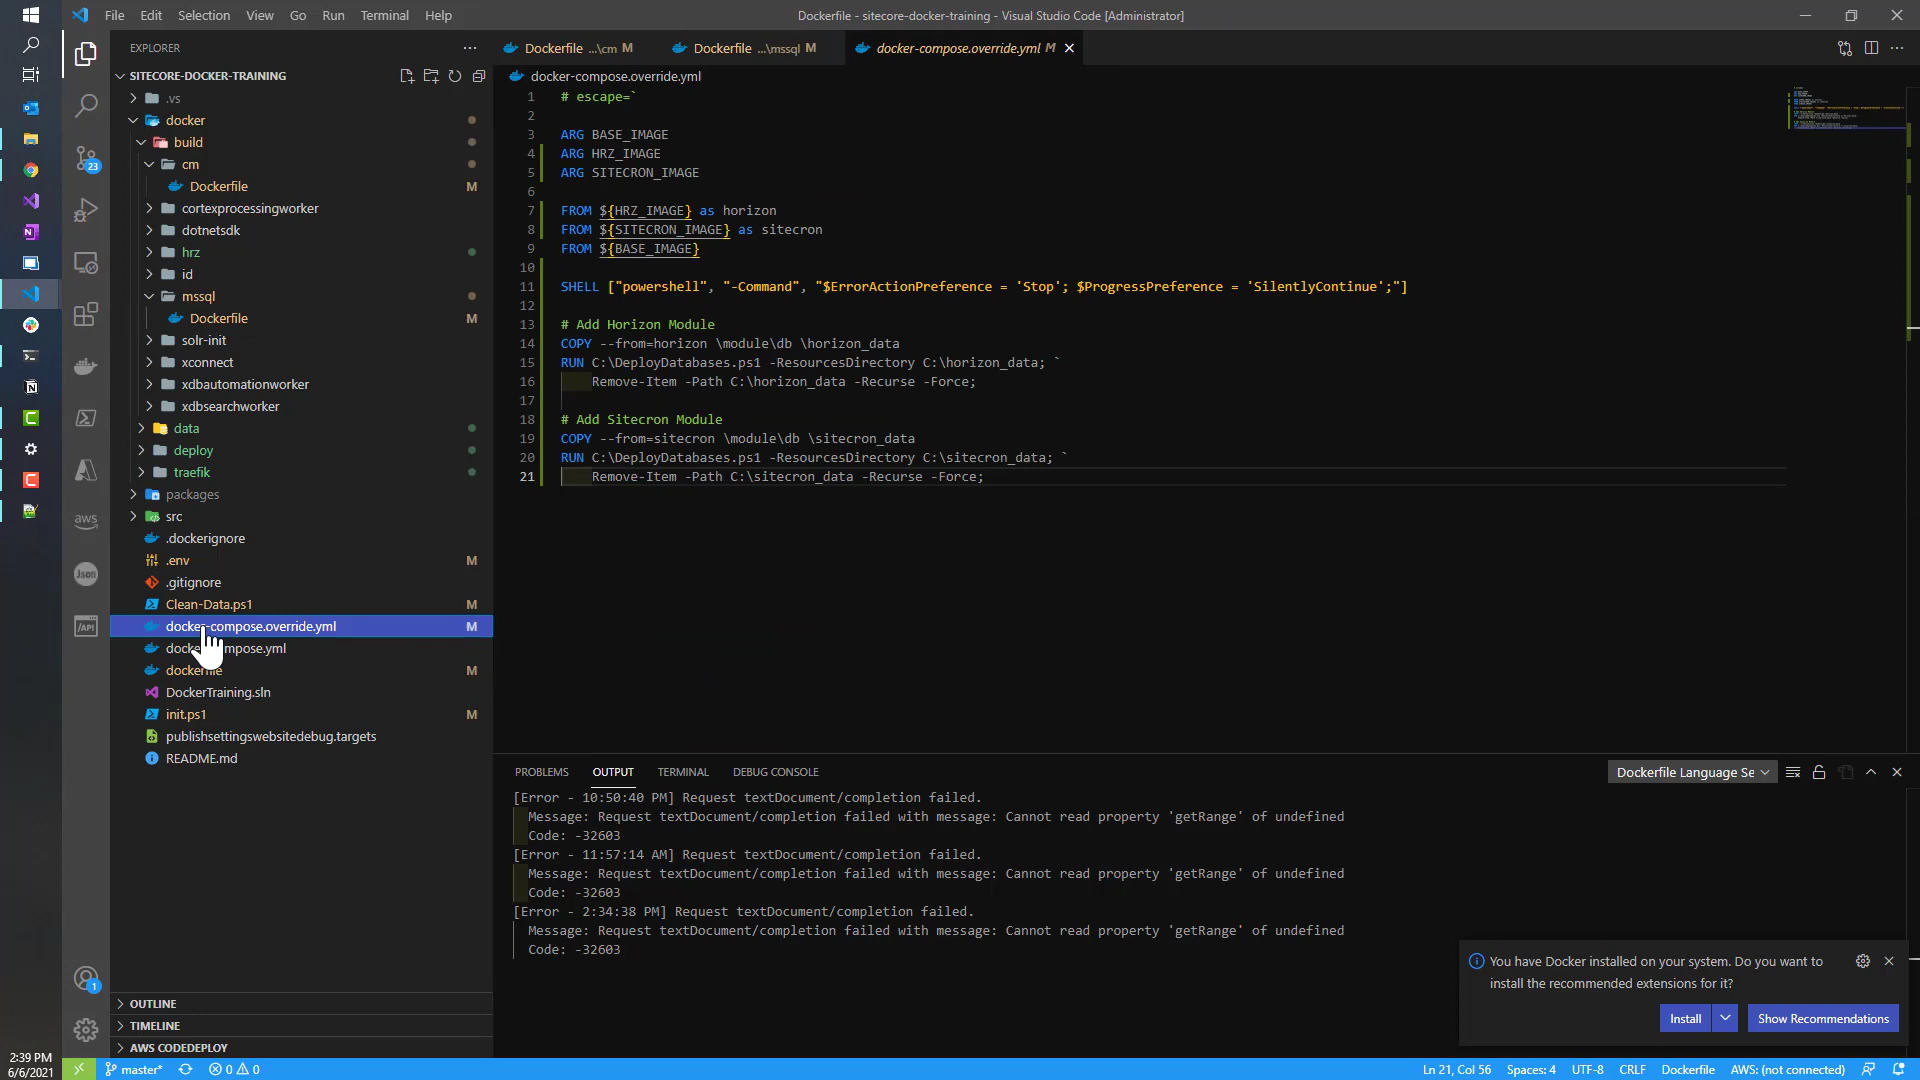 File Edit Selection View Go Run Terminal Help
Dockerfile - sitecore-docker-training - Visual Studio Code [Administrator]
EXPLORER
SITECORE-DOCKER-TRAINING
.vs
docker
build
cm
Dockerfile M
cortexprocessingworker
dotnetsdk
hrz
id
mssql
Dockerfile M
solr-init
xconnect
xdbautomationworker
xdbsearchworker
data
deploy
traefik
packages
src
.dockerignore
.env M
.gitignore
Clean-Data.ps1 M
docker-compose.override.yml M
mpose.yml
dockerfile M
DockerTraining.sln
init.ps1 M
publishsettingswebsitedebug.targets
README.md
OUTLINE
TIMELINE
AWS CODEDEPLOY
23
aws
Json
/API
1
Dockerfile ...\cm M
Dockerfile ...\mssql M
docker-compose.override.yml M
docker-compose.override.yml
1 # escape=`
2
3 ARG BASE_IMAGE
4 ARG HRZ_IMAGE
5 ARG SITECRON_IMAGE
6
7 FROM ${HRZ_IMAGE} as horizon
8 FROM ${SITECRON_IMAGE} as sitecron
9 FROM ${BASE_IMAGE}
10
11 SHELL ["powershell", "-Command", "$ErrorActionPreference = 'Stop'; $ProgressPreference = 'SilentlyContinue';"]
12
13 # Add Horizon Module
14 COPY --from=horizon \module\db \horizon_data
15 RUN C:\DeployDatabases.ps1 -ResourcesDirectory C:\horizon_data; `
16 Remove-Item -Path C:\horizon_data -Recurse -Force;
17
18 # Add Sitecron Module
19 COPY --from=sitecron \module\db \sitecron_data
20 RUN C:\DeployDatabases.ps1 -ResourcesDirectory C:\sitecron_data; `
21 Remove-Item -Path C:\sitecron_data -Recurse -Force;
PROBLEMS OUTPUT TERMINAL DEBUG CONSOLE
Dockerfile Language Se
[Error - 10:50:40 PM] Request textDocument/completion failed.
Message: Request textDocument/completion failed with message: Cannot read property 'getRange' of undefined
Code: -32603
[Error - 11:57:14 AM] Request textDocument/completion failed.
Message: Request textDocument/completion failed with message: Cannot read property 'getRange' of undefined
Code: -32603
[Error - 2:34:38 PM] Request textDocument/completion failed.
Message: Request textDocument/completion failed with message: Cannot read property 'getRange' of undefined
Code: -32603
You have Docker installed on your system. Do you want to
install the recommended extensions for it?
Install
Show Recommendations
2:39 PM
6/6/2021
master*
0 0
Ln 21, Col 56 Spaces: 4 UTF-8 CRLF Dockerfile AWS: (not connected)